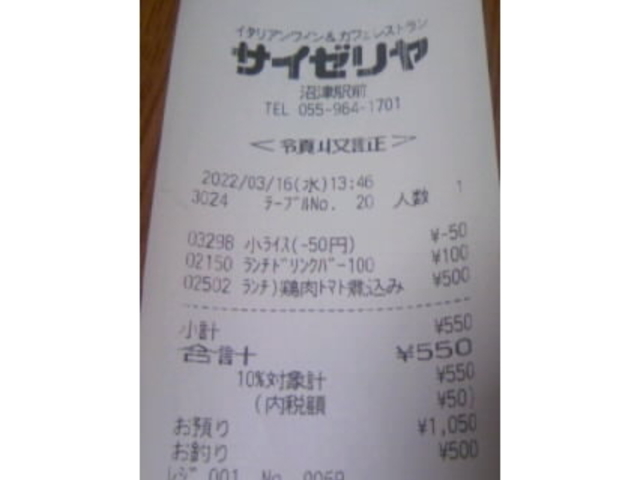 イタリアンワイン&カフェレストラン
サイゼリヤ
沼津駅前
TEL 055-964-1701
<領収証>
2022/03/16(水)13:46
3024 テーブルNo. 20 人数 1
03298 小ライス(-50円) ¥-50
02150 ランチドリンクバー100 ¥100
02502 ランチ)鶏肉トマト煮込み ¥500
小計 ¥550
合計 ¥550
10%対象計 ¥550
(内税額 ¥50)
お預り ¥1,050
お釣り ¥500
レジ 001 No. 0069